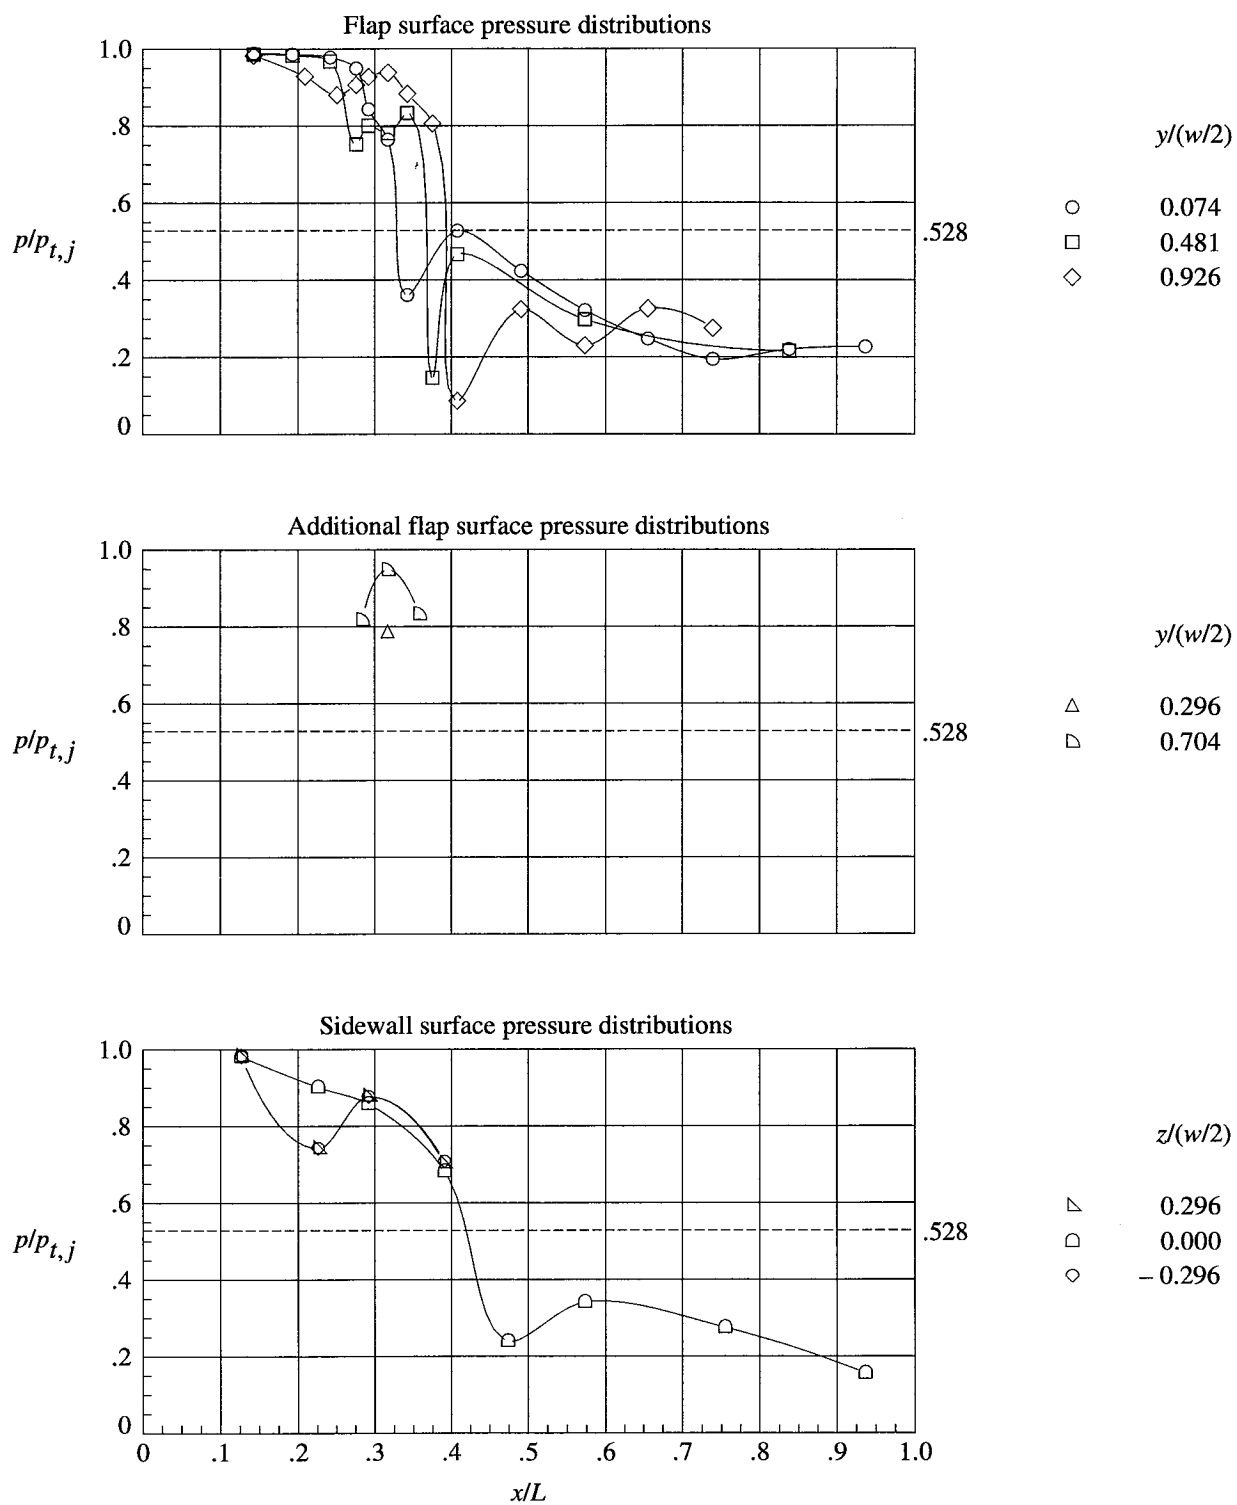 Flap surface pressure distributions
1.0
.8
.6
.4
.2
0
p/p_{t, j}
.528
y/(w/2)
0.074
0.481
0.926
Additional flap surface pressure distributions
1.0
.8
.6
.4
.2
0
p/p_{t, j}
.528
y/(w/2)
0.296
0.704
Sidewall surface pressure distributions
1.0
.8
.6
.4
.2
0
p/p_{t, j}
.528
z/(w/2)
0.296
0.000
– 0.296
0 .1 .2 .3 .4 .5 .6 .7 .8 .9 1.0
x/L